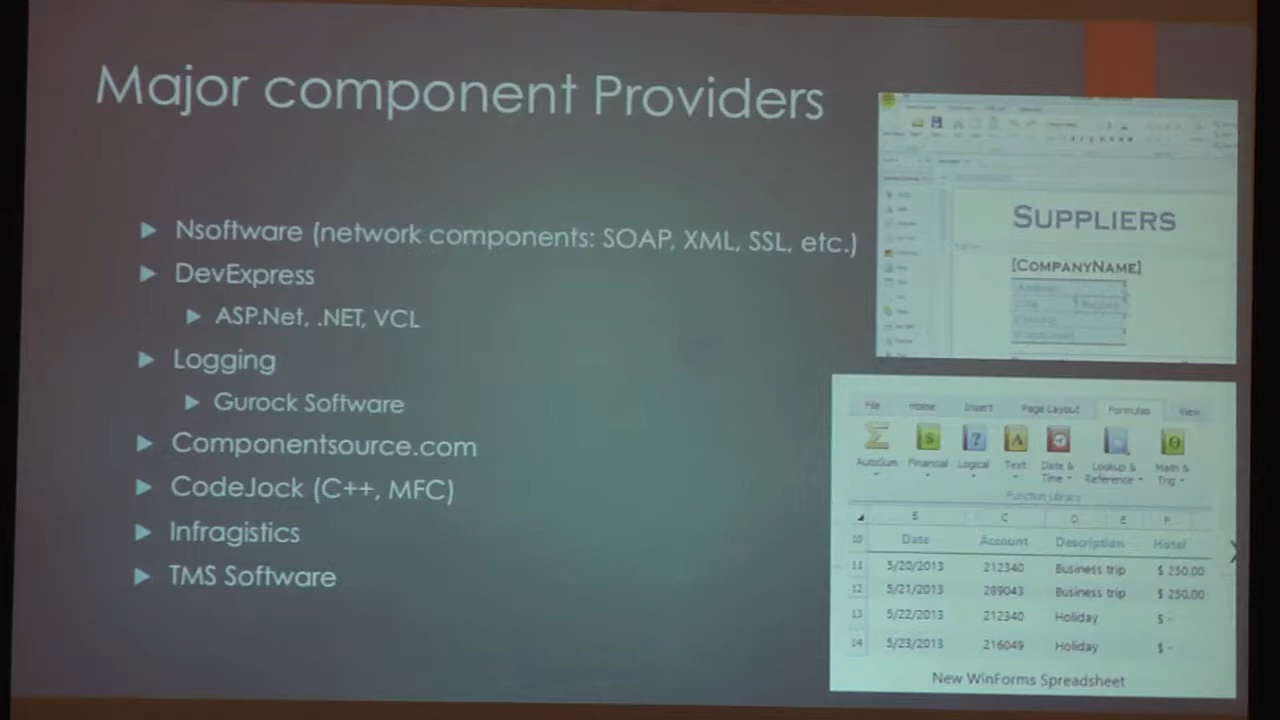 Major component Providers
Nsoftware (network components: SOAP, XML, SSL, etc.)
DevExpress
ASP.Net, .NET, VCL
Logging
Gurock Software
Componentsource.com
CodeJock (C++, MFC)
Infragistics
TMS Software
SUPPLIERS
[COMPANYNAME]
File Home Insert Page Layout Formulas View
AutoSum Financial Logical Text Date & Time Lookup & Reference Math & Trig
Function Library
B C D E F
10 Date Account Description Hotel
11 5/20/2013 212340 Business trip $ 250.00
12 5/21/2013 289043 Business trip $ 250.00
13 5/22/2013 212340 Holiday $ -
14 5/23/2013 216049 Holiday $ -
New WinForms Spreadsheet